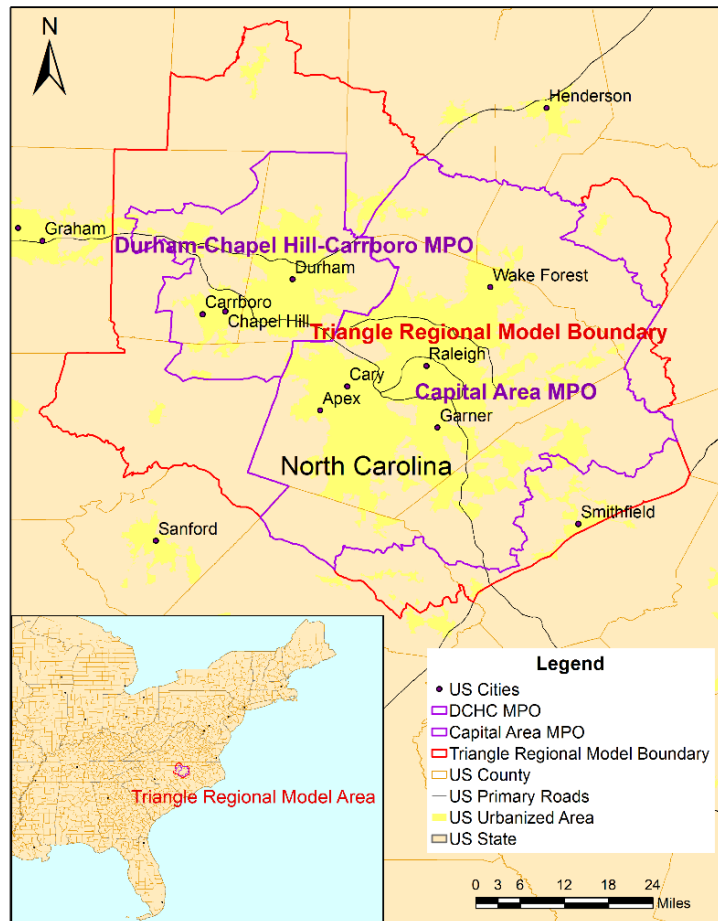 N
Henderson
Graham
Durham-Chapel Hill-Carrboro MPO
Durham
Wake Forest
Carrboro
Chapel Hill
Triangle Regional Model Boundary
Raleigh
Cary
Capital Area MPO
Apex
Garner
North Carolina
Smithfield
Sanford
Triangle Regional Model Area
Legend
US Cities
DCHC MPO
Capital Area MPO
Triangle Regional Model Boundary
US County
US Primary Roads
US Urbanized Area
US State
0 3 6 12 18 24
Miles